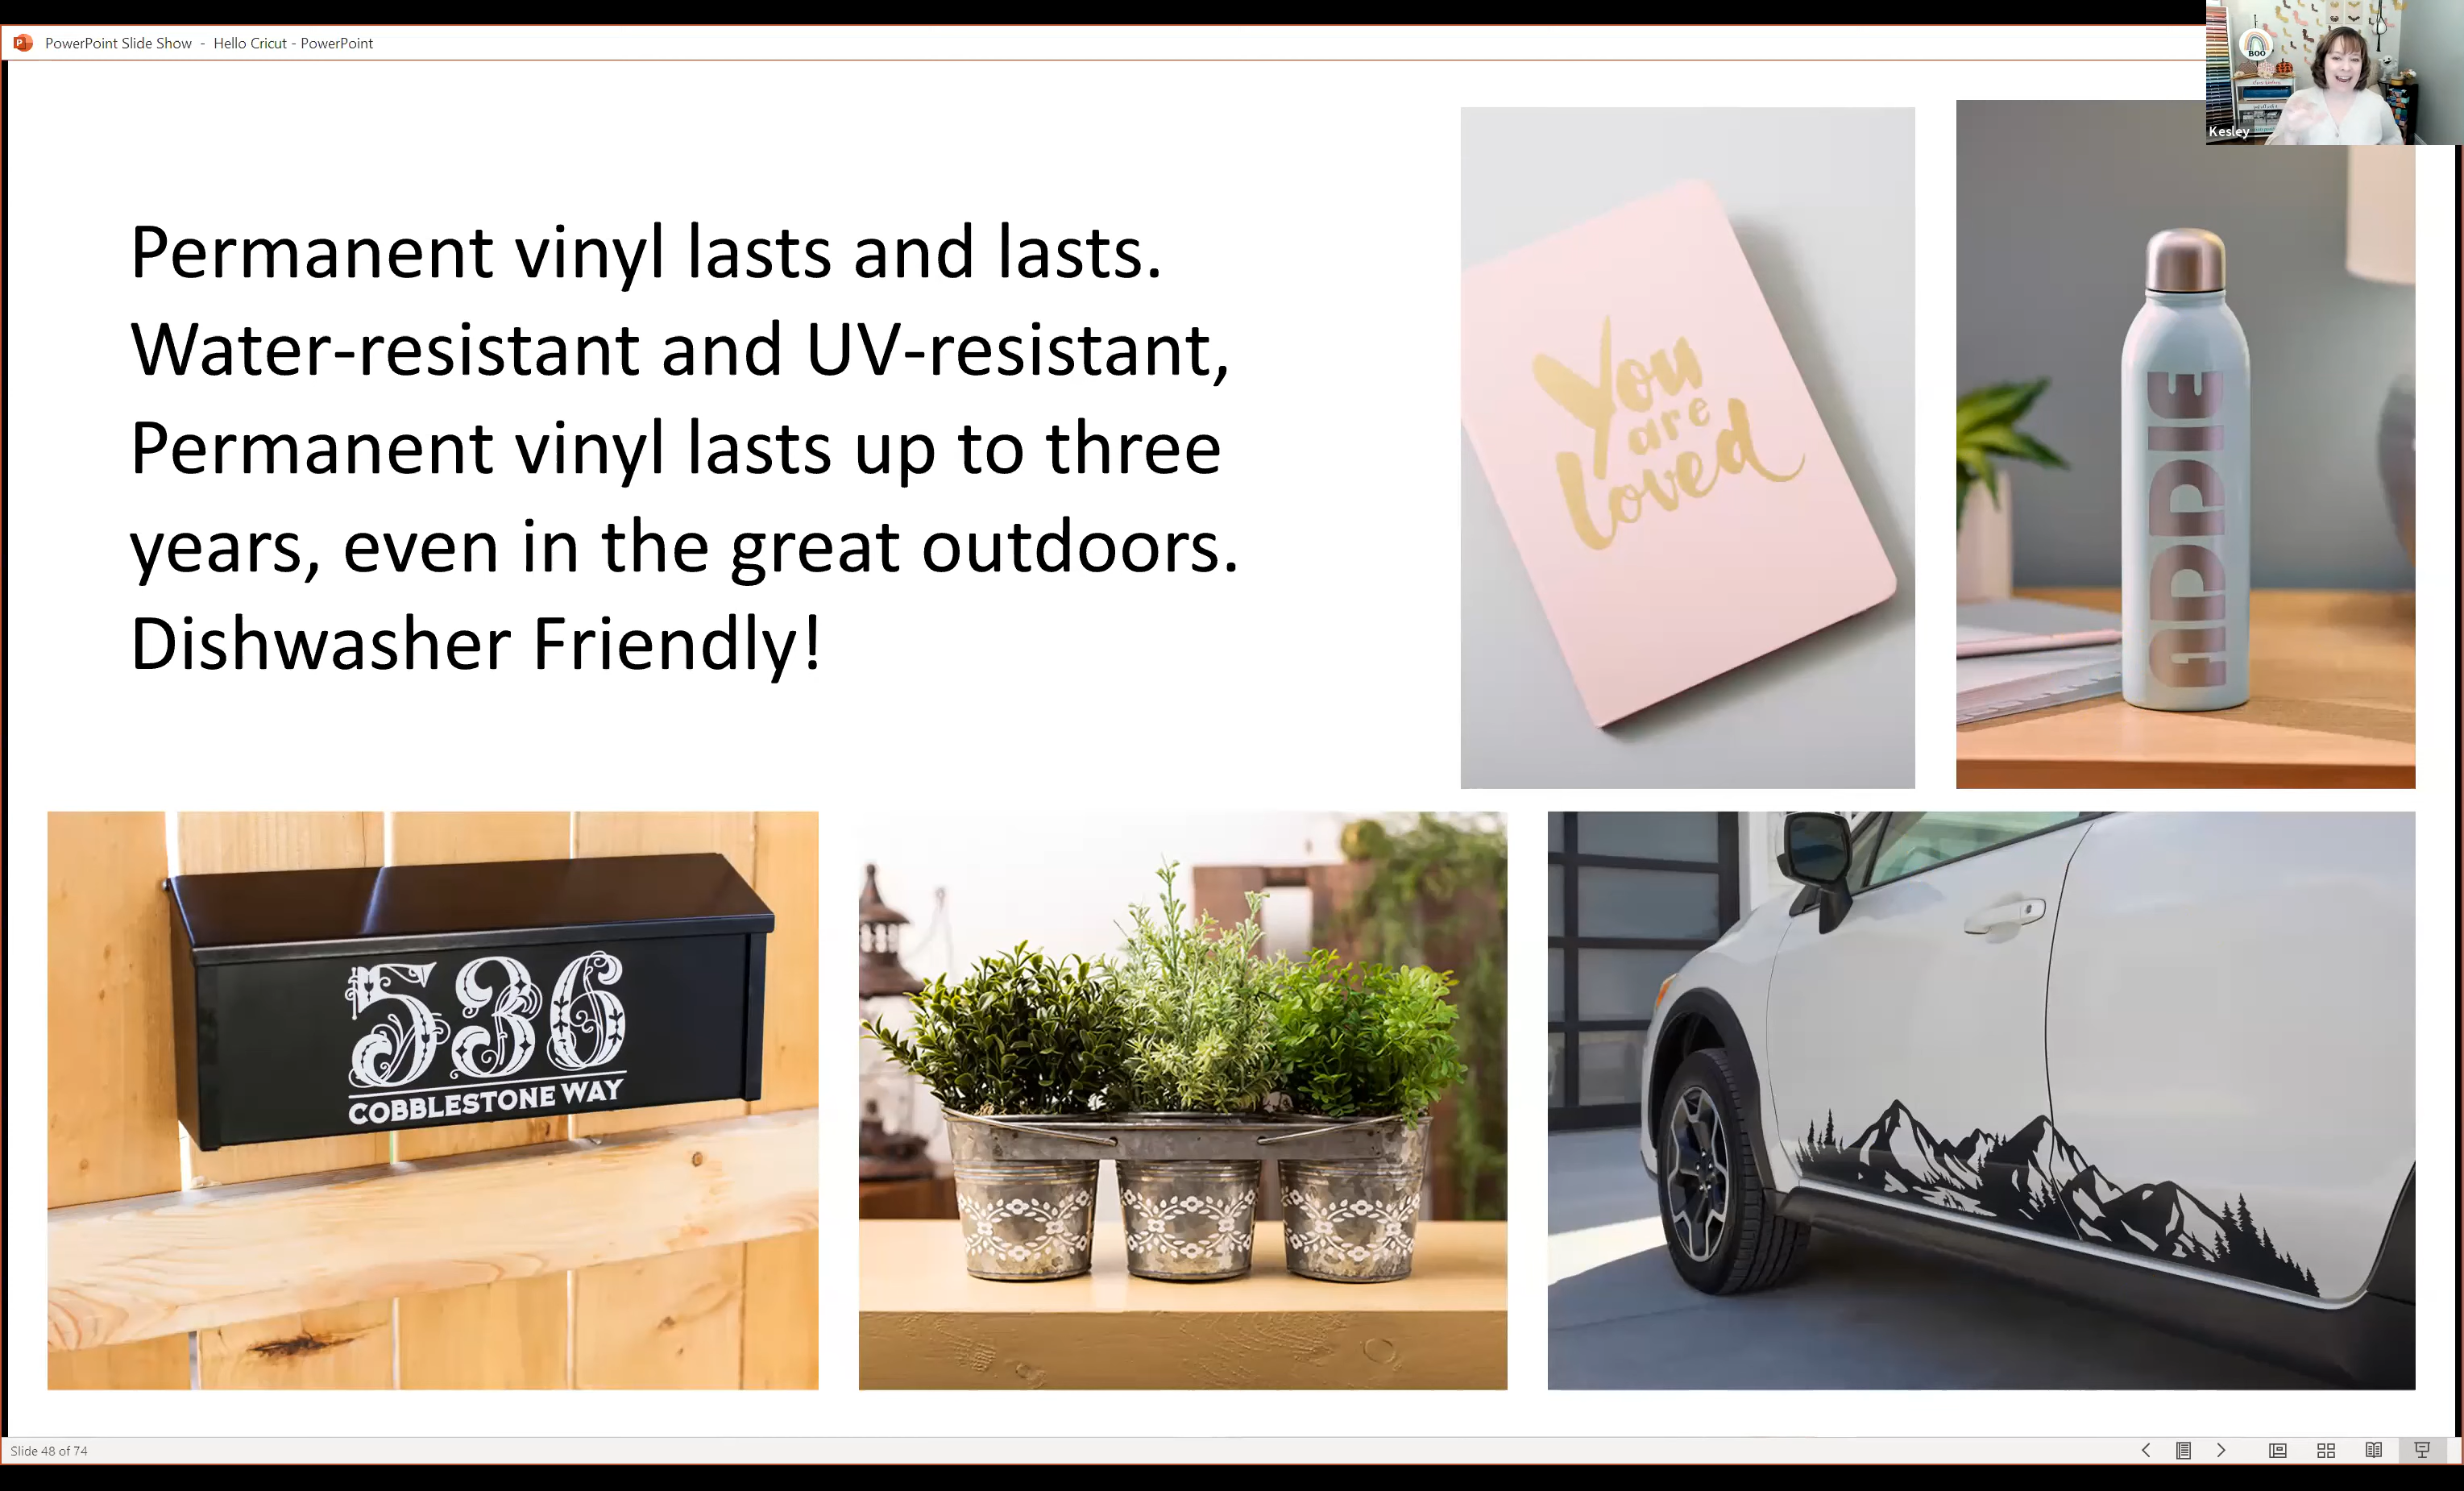 PowerPoint Slide Show - Hello Cricut - PowerPoint
BOO
Kesley
Permanent vinyl lasts and lasts.
Water-resistant and UV-resistant,
Permanent vinyl lasts up to three
years, even in the great outdoors.
Dishwasher Friendly!
You
are
loved
536
COBBLESTONE WAY
Slide 48 of 74